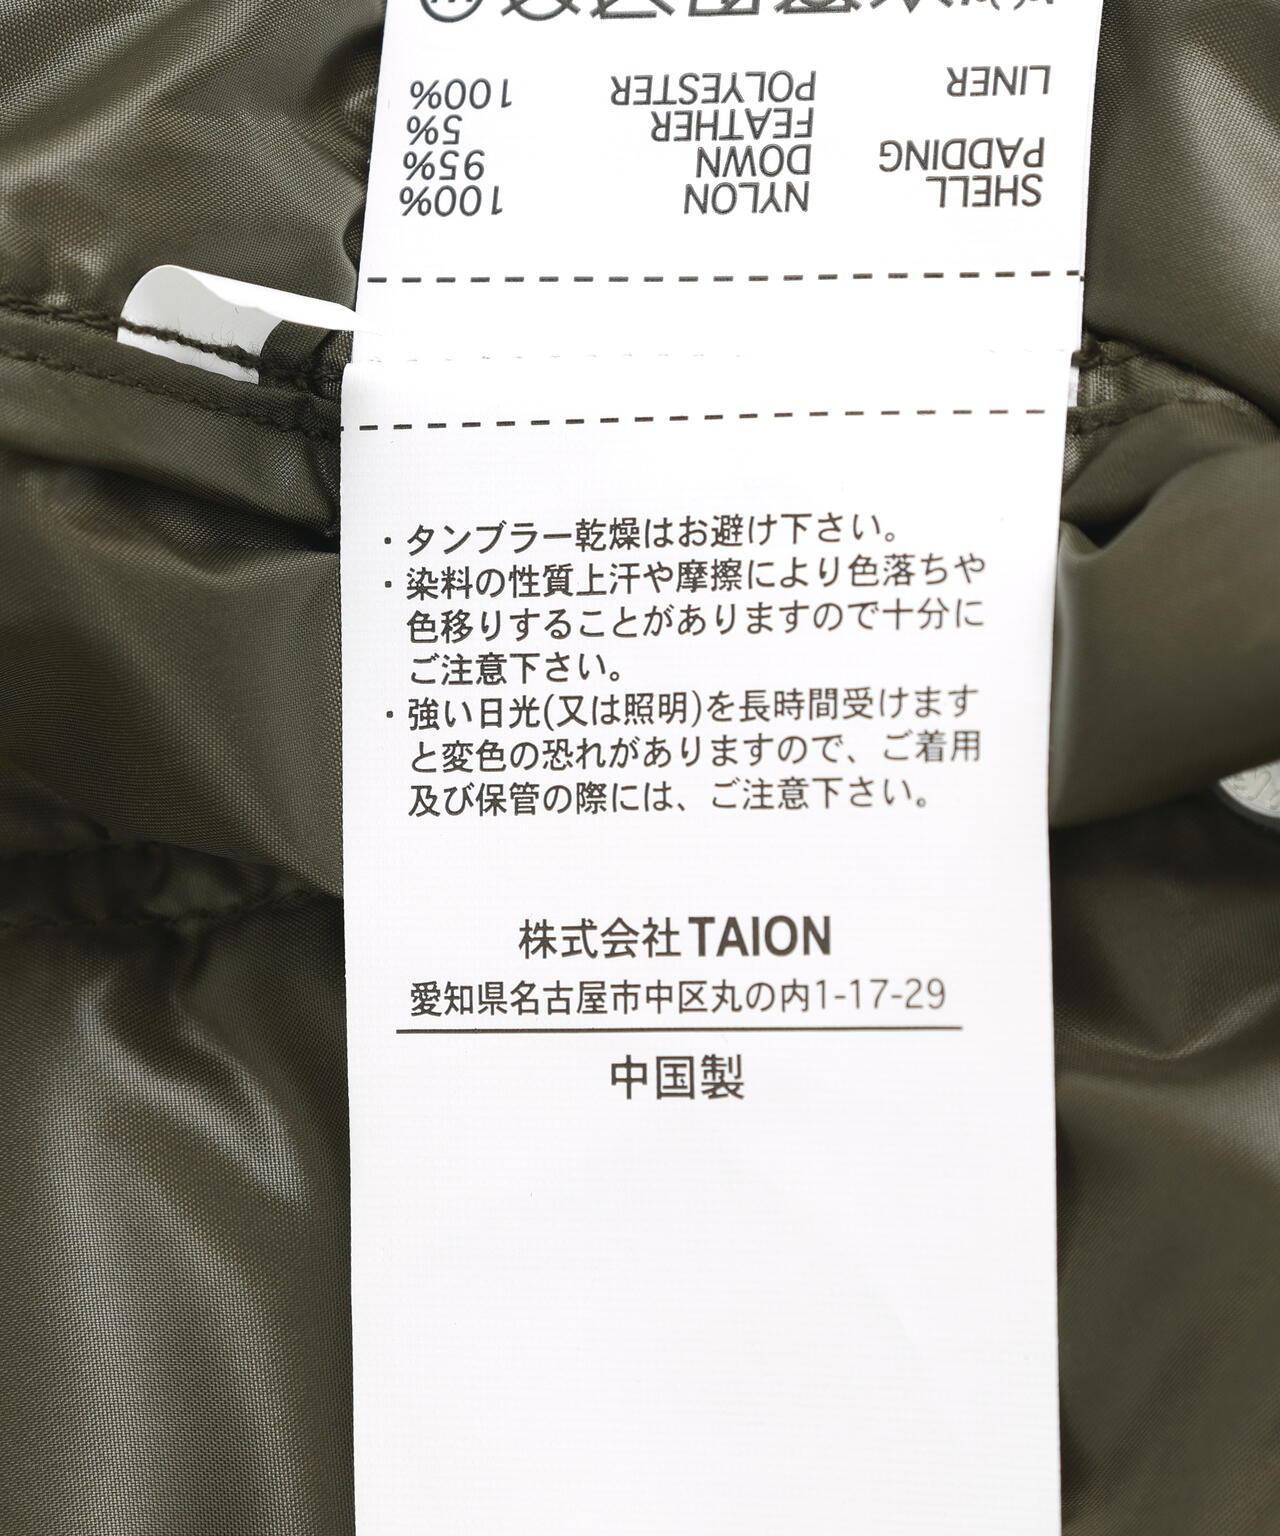 SHELL NYLON 100%
PADDING DOWN 95%
FEATHER 5%
LINER POLYESTER 100%
・タンブラー乾燥はお避け下さい。
・染料の性質上汗や摩擦により色落ちや
色移りすることがありますので十分に
ご注意下さい。
・強い日光(又は照明)を長時間受けます
と変色の恐れがありますので、ご着用
及び保管の際には、ご注意下さい。
株式会社TAION
愛知県名古屋市中区丸の内1-17-29
中国製